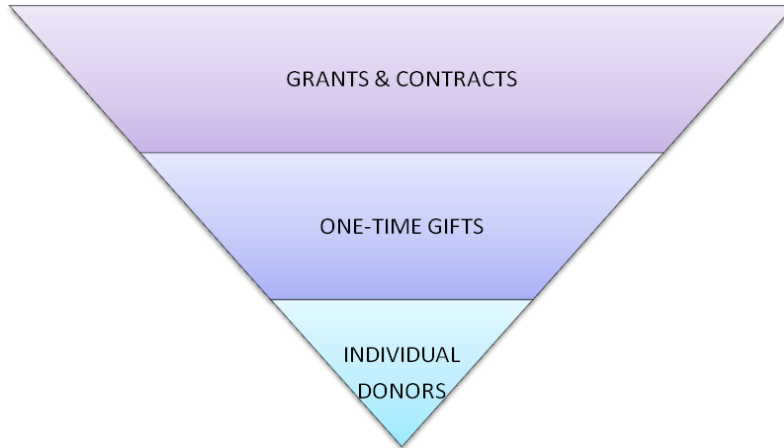 GRANTS & CONTRACTS
ONE-TIME GIFTS
INDIVIDUAL
DONORS